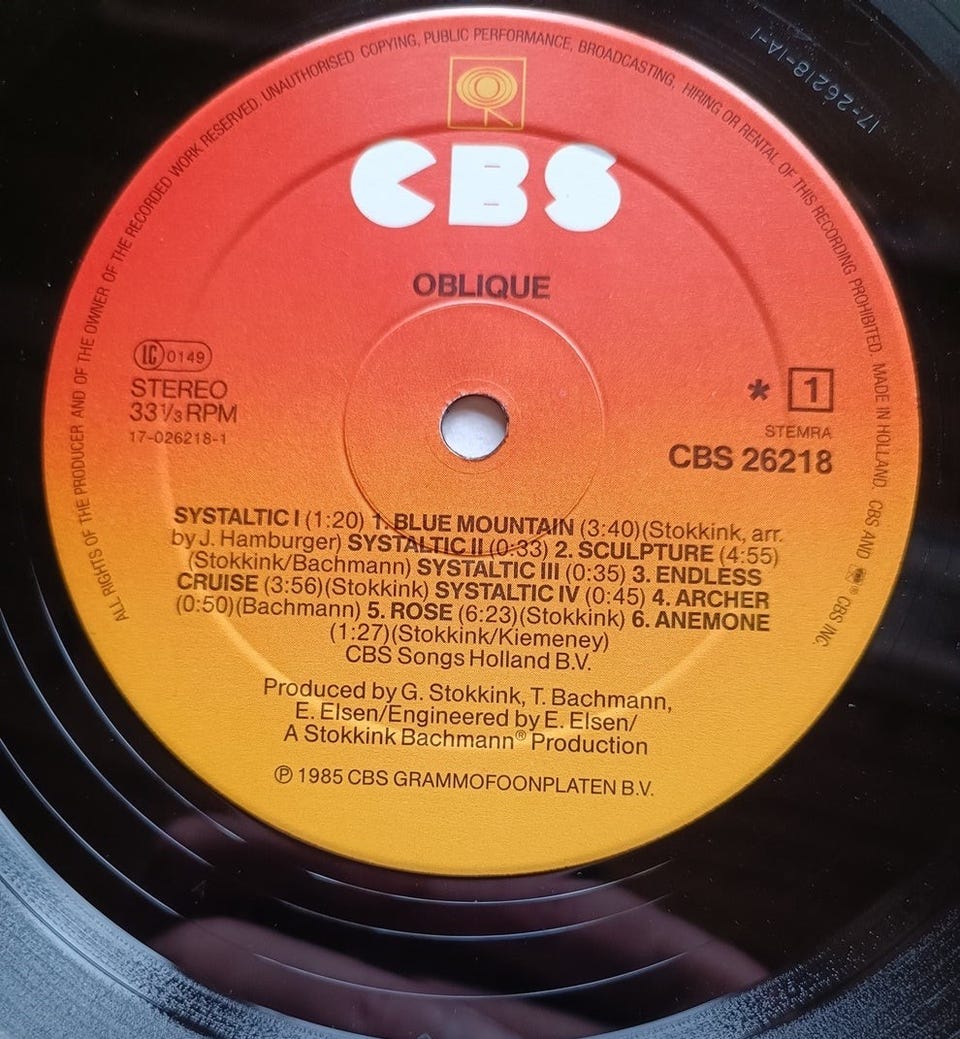 ALL RIGHTS OF THE PRODUCER AND OF THE OWNER OF THE RECORDED WORK RESERVED. UNAUTHORISED COPYING, PUBLIC PERFORMANCE, BROADCASTING, HIRING OR RENTAL OF THIS RECORDING PROHIBITED. MADE IN HOLLAND. CBS AND ® CBS INC.
17-26218-1A-1
CBS
OBLIQUE
LC 0149
STEREO
33 1/3 RPM
17-026218-1
* 1
STEMRA
CBS 26218
SYSTALTIC I (1:20) 1. BLUE MOUNTAIN (3:40)(Stokkink, arr.
by J. Hamburger) SYSTALTIC II (0:33) 2. SCULPTURE (4:55)
(Stokkink/Bachmann) SYSTALTIC III (0:35) 3. ENDLESS
CRUISE (3:56)(Stokkink) SYSTALTIC IV (0:45) 4. ARCHER
(0:50)(Bachmann) 5. ROSE (6:23)(Stokkink) 6. ANEMONE
(1:27)(Stokkink/Kiemeney)
CBS Songs Holland B.V.
Produced by G. Stokkink, T. Bachmann,
E. Elsen/Engineered by E. Elsen/
A Stokkink Bachmann® Production
℗ 1985 CBS GRAMMOFOONPLATEN B.V.